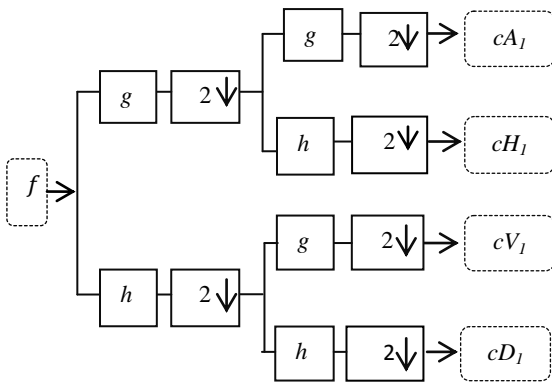 g 2↓ cA₁
g 2↓
h 2↓ cH₁
f
g 2↓ cV₁
h 2↓
h 2↓ cD₁